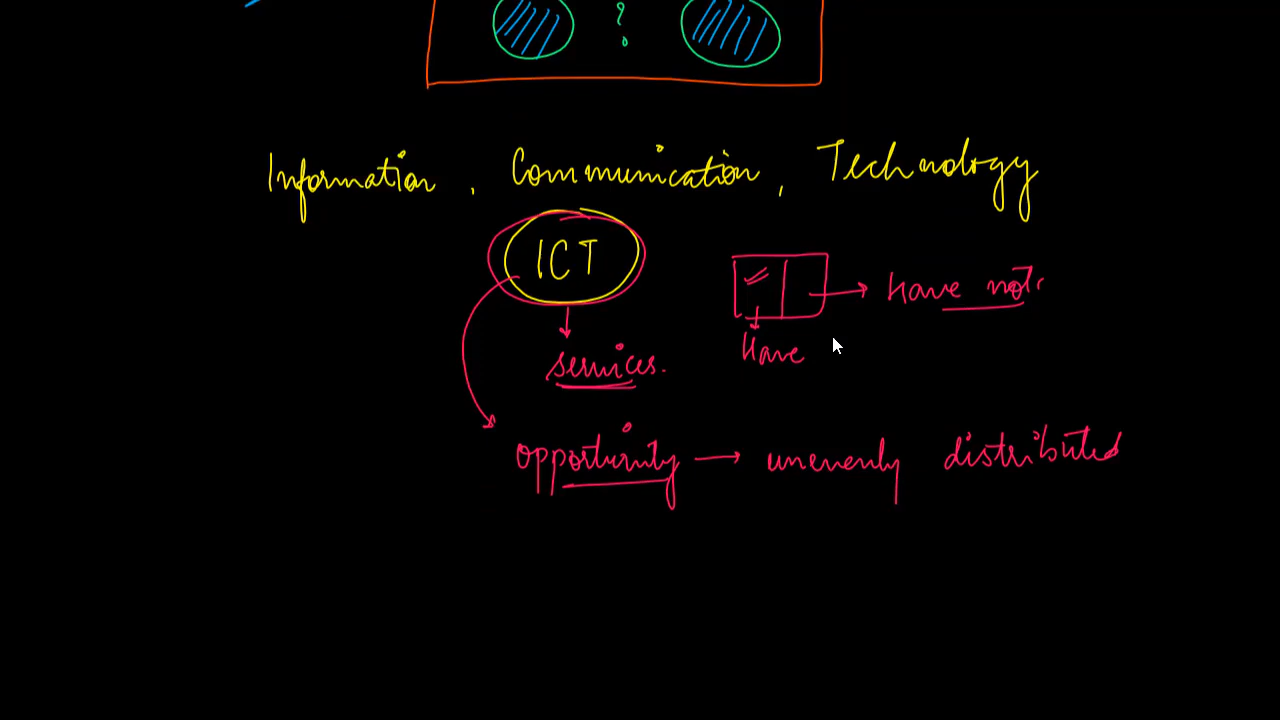 ?
Information, Communication, Technology
ICT
have not.
Have
services.
opportunity → unevenly distributed